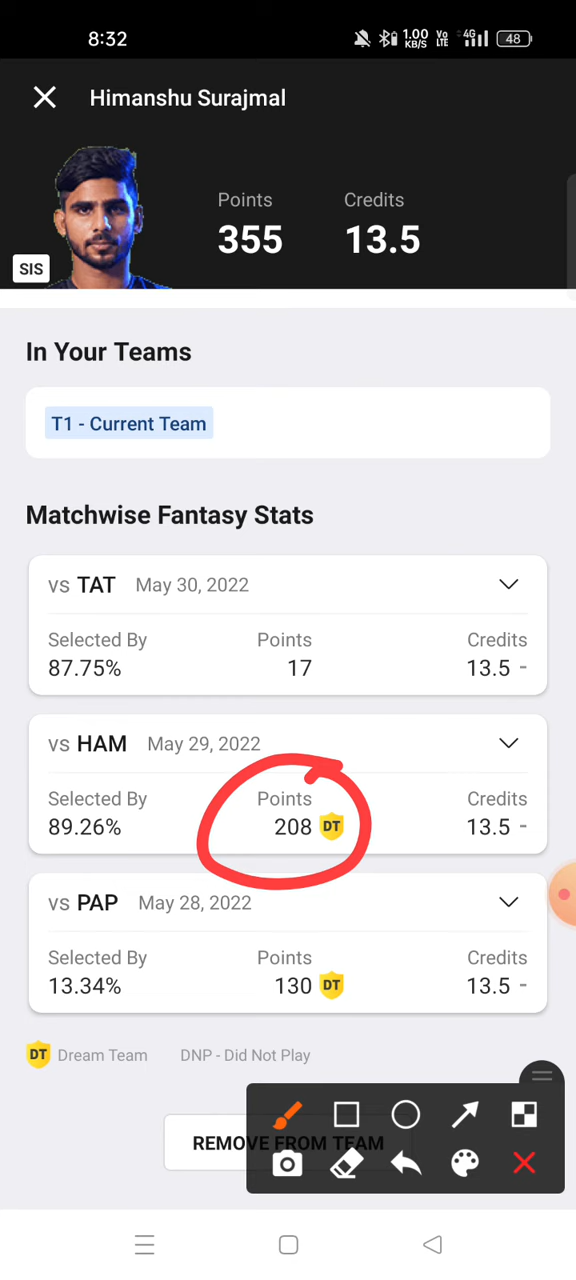 8:32 1.00 KB/S Vo LTE 4G 48
Himanshu Surajmal
Points Credits
355 13.5
SIS
In Your Teams
T1 - Current Team
Matchwise Fantasy Stats
vs TAT May 30, 2022
Selected By Points Credits
87.75% 17 13.5 -
vs HAM May 29, 2022
Selected By Points Credits
89.26% 208 DT 13.5 -
vs PAP May 28, 2022
Selected By Points Credits
13.34% 130 DT 13.5 -
DT Dream Team DNP - Did Not Play
REMOVE FROM TEAM